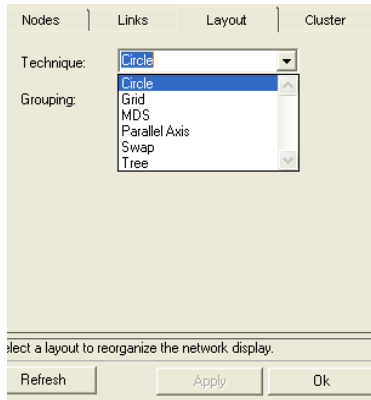 Nodes Links Layout Cluster
Technique: Circle
Circle
Grouping: Grid
MDS
Parallel Axis
Swap
Tree
elect a layout to reorganize the network display.
Refresh Apply Ok